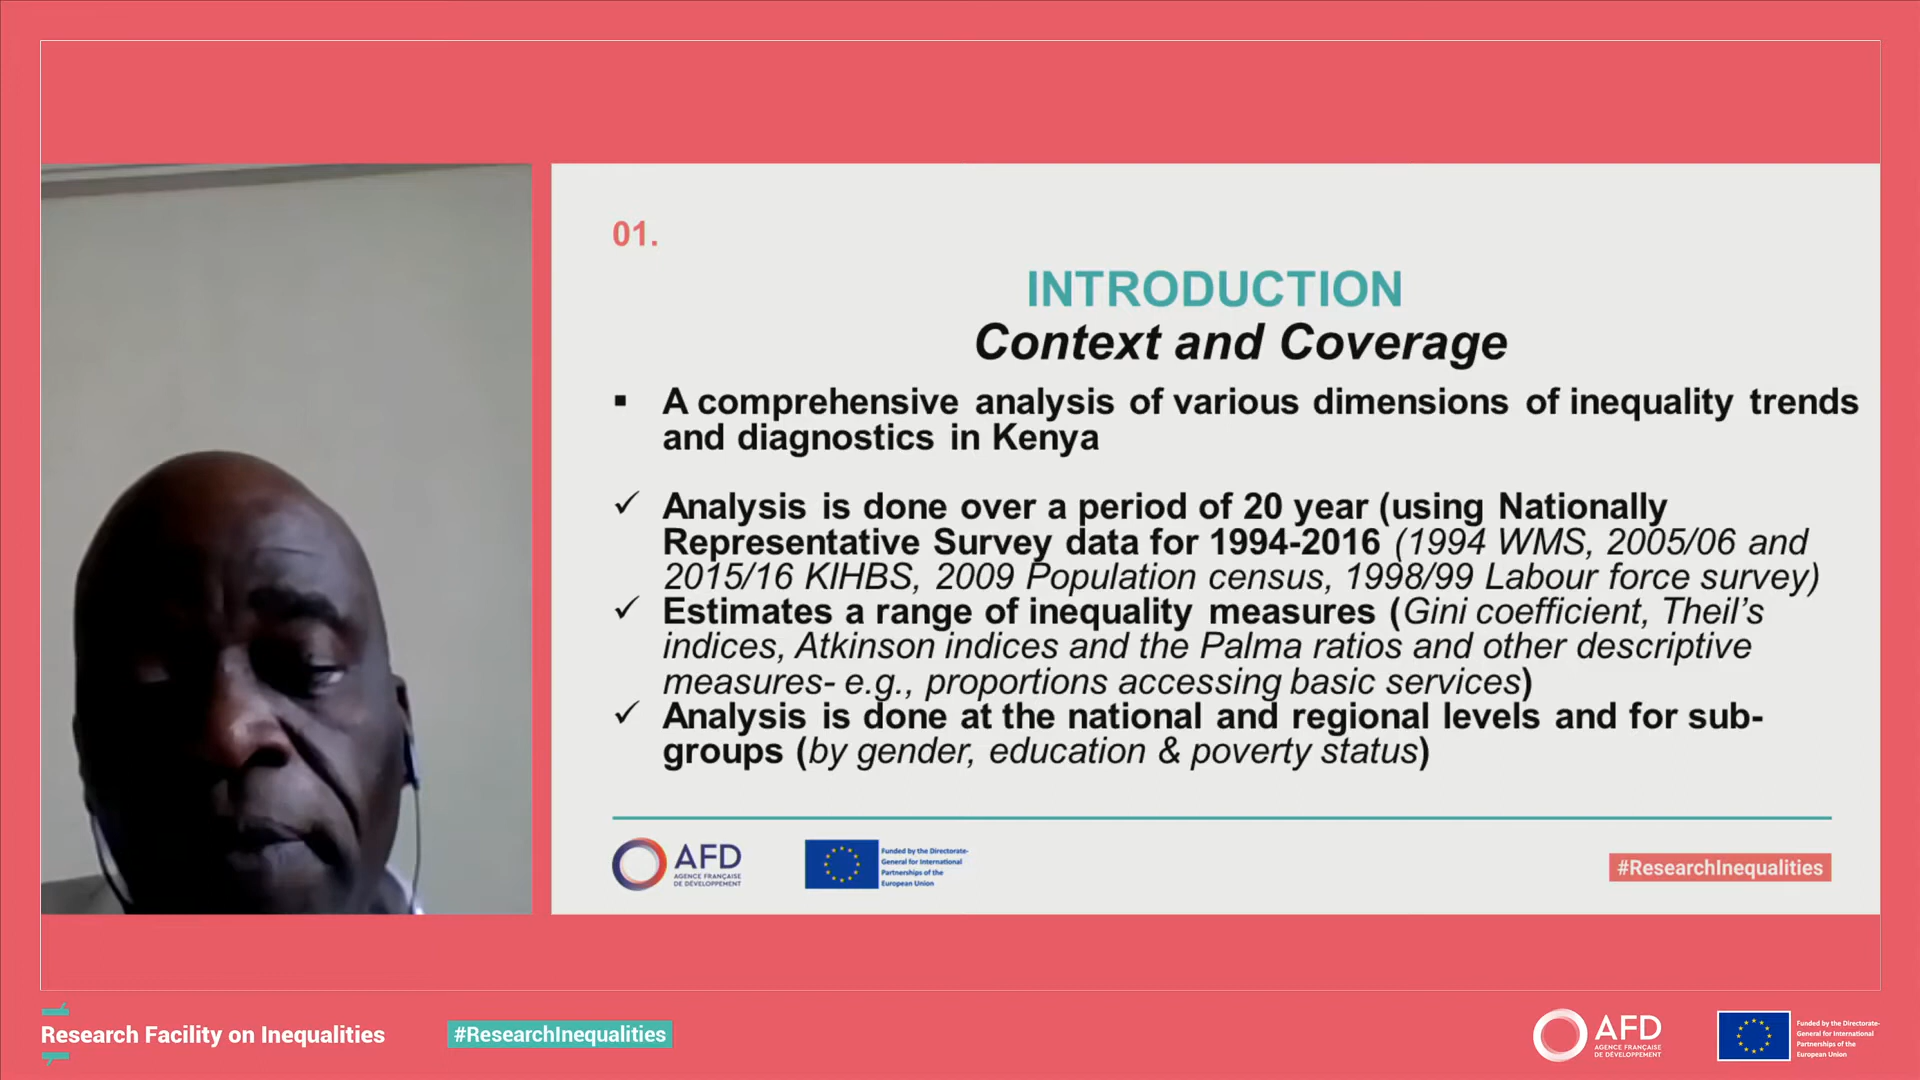 01.
INTRODUCTION
Context and Coverage
▪ A comprehensive analysis of various dimensions of inequality trends
and diagnostics in Kenya
✓ Analysis is done over a period of 20 year (using Nationally
Representative Survey data for 1994-2016 (1994 WMS, 2005/06 and
2015/16 KIHBS, 2009 Population census, 1998/99 Labour force survey)
✓ Estimates a range of inequality measures (Gini coefficient, Theil’s
indices, Atkinson indices and the Palma ratios and other descriptive
measures- e.g., proportions accessing basic services)
✓ Analysis is done at the national and regional levels and for sub-
groups (by gender, education & poverty status)
AFD
AGENCE FRANÇAISE
DE DÉVELOPPEMENT
Funded by the Directorate-
General for International
Partnerships of the
European Union
#ResearchInequalities
Research Facility on Inequalities
#ResearchInequalities
AFD
AGENCE FRANÇAISE
DE DÉVELOPPEMENT
Funded by the Directorate-
General for International
Partnerships of the
European Union